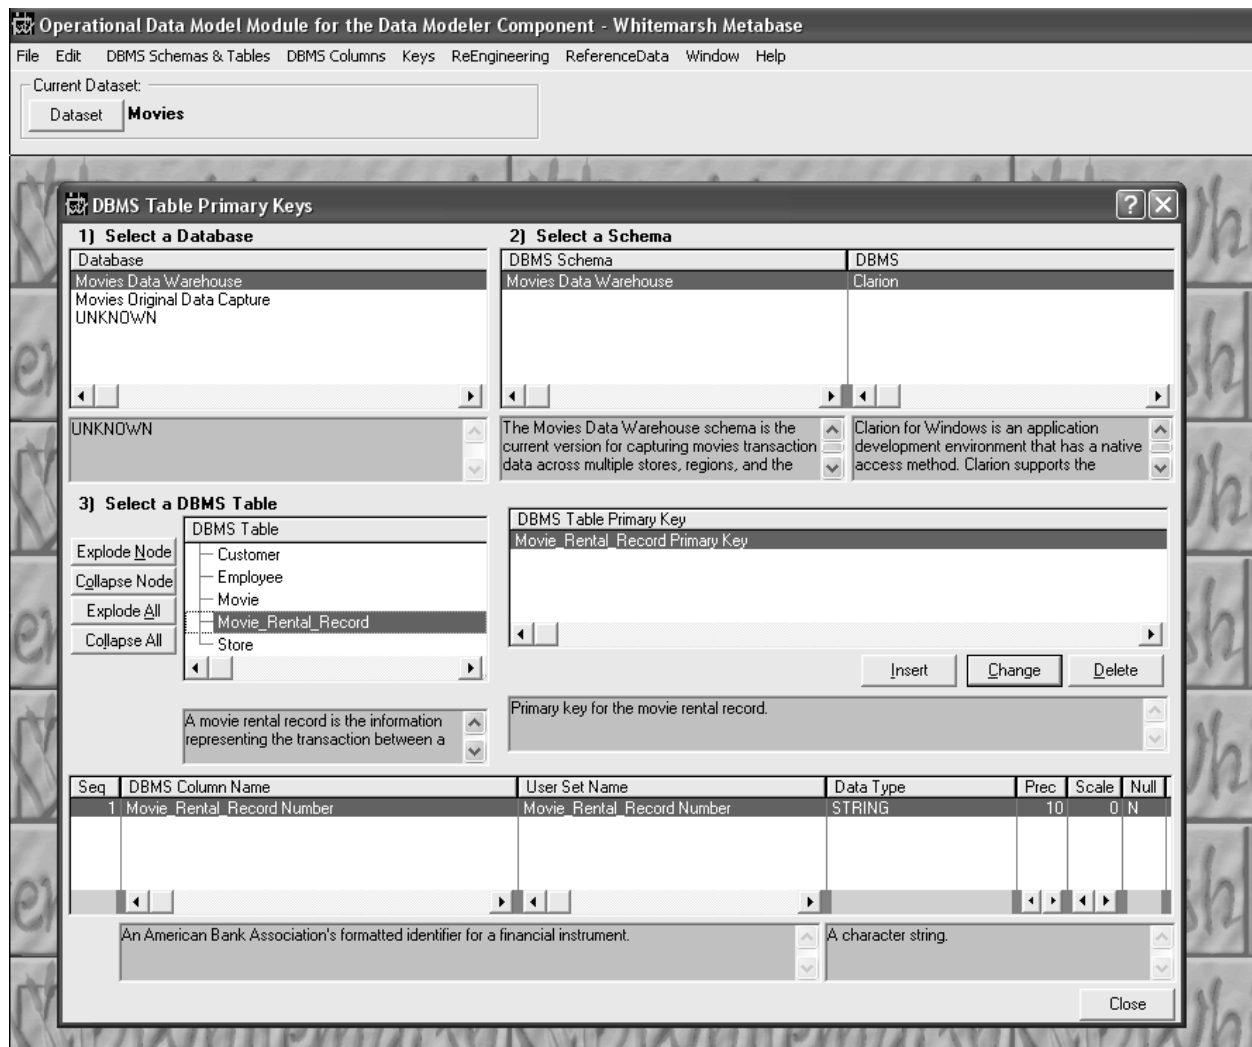 Operational Data Model Module for the Data Modeler Component - Whitemarsh Metabase
File Edit DBMS Schemas & Tables DBMS Columns Keys ReEngineering ReferenceData Window Help
Current Dataset:
Dataset Movies
DBMS Table Primary Keys
1) Select a Database
Database
Movies Data Warehouse
Movies Original Data Capture
UNKNOWN
UNKNOWN
2) Select a Schema
DBMS Schema DBMS
Movies Data Warehouse Clarion
The Movies Data Warehouse schema is the
current version for capturing movies transaction
data across multiple stores, regions, and the
Clarion for Windows is an application
development environment that has a native
access method. Clarion supports the
3) Select a DBMS Table
Explode Node
Collapse Node
Explode All
Collapse All
DBMS Table
Customer
Employee
Movie
Movie_Rental_Record
Store
A movie rental record is the information
representing the transaction between a
DBMS Table Primary Key
Movie_Rental_Record Primary Key
Insert Change Delete
Primary key for the movie rental record.
Seq DBMS Column Name User Set Name Data Type Prec Scale Null
1 Movie_Rental_Record Number Movie_Rental_Record Number STRING 10 0 N
An American Bank Association's formatted identifier for a financial instrument.
A character string.
Close